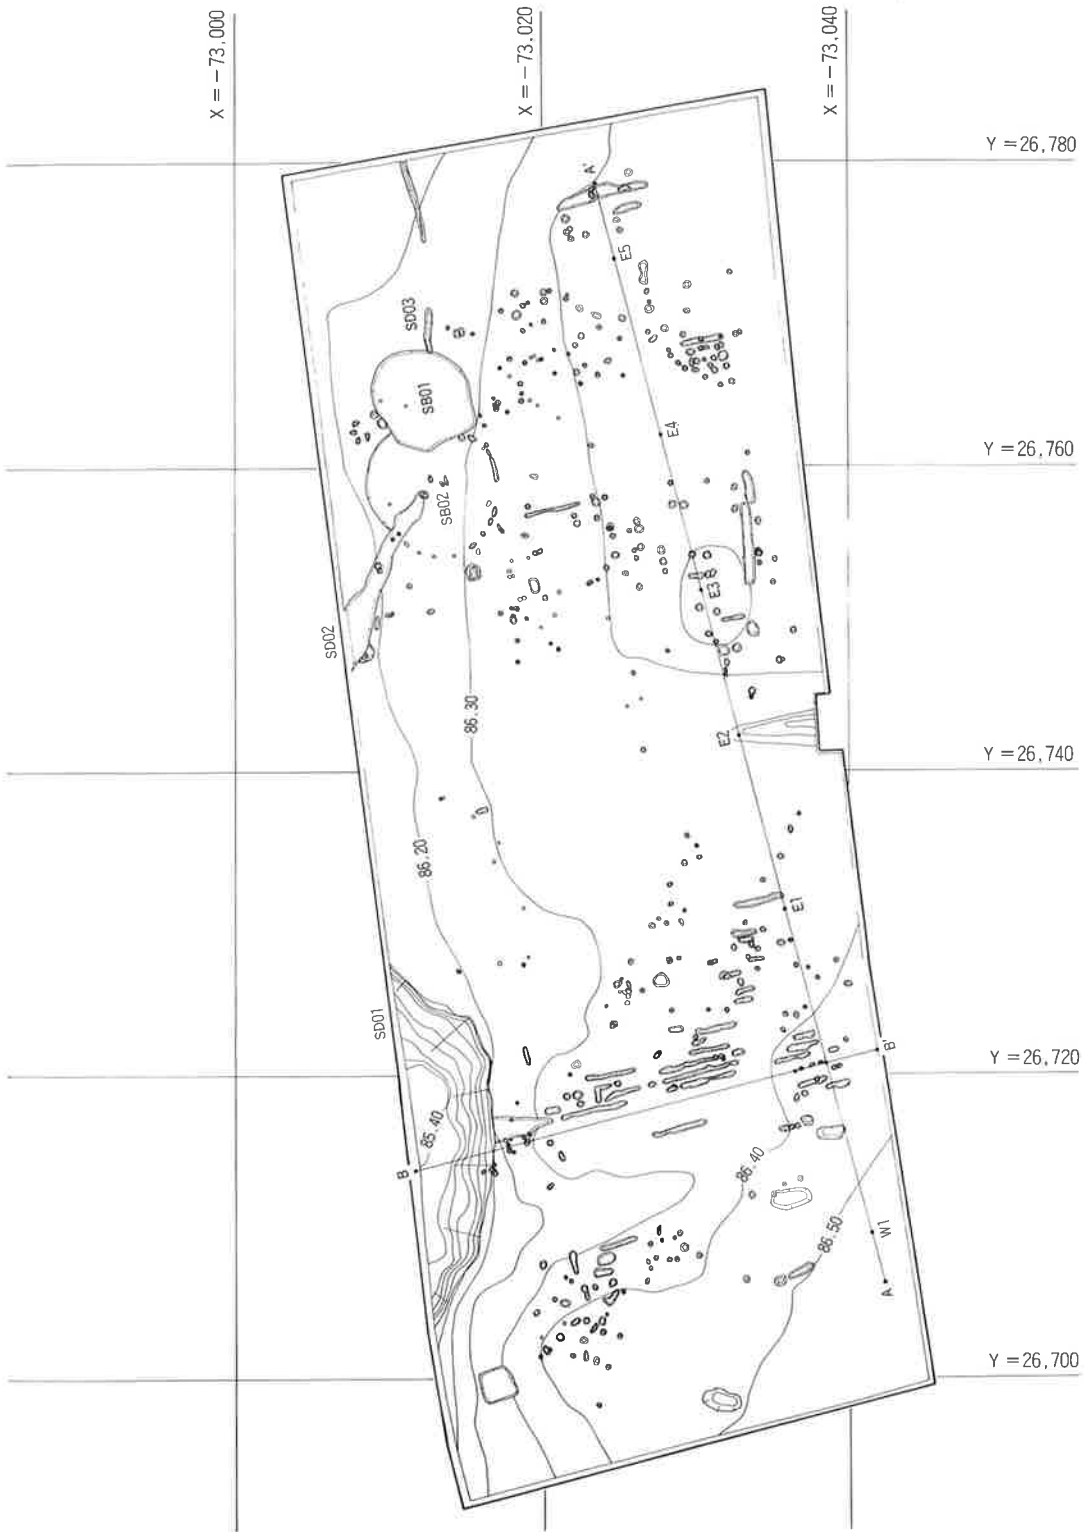 X = −73,000
X = −73,020
X = −73,040
Y = 26,780
A'
E5
SD03
SB01
E4
Y = 26,760
SB02
E3
SD02
86.30
E2
Y = 26,740
86.20
E1
SD01
B'
Y = 26,720
85.40
B
86.40
86.50
W1
A
Y = 26,700